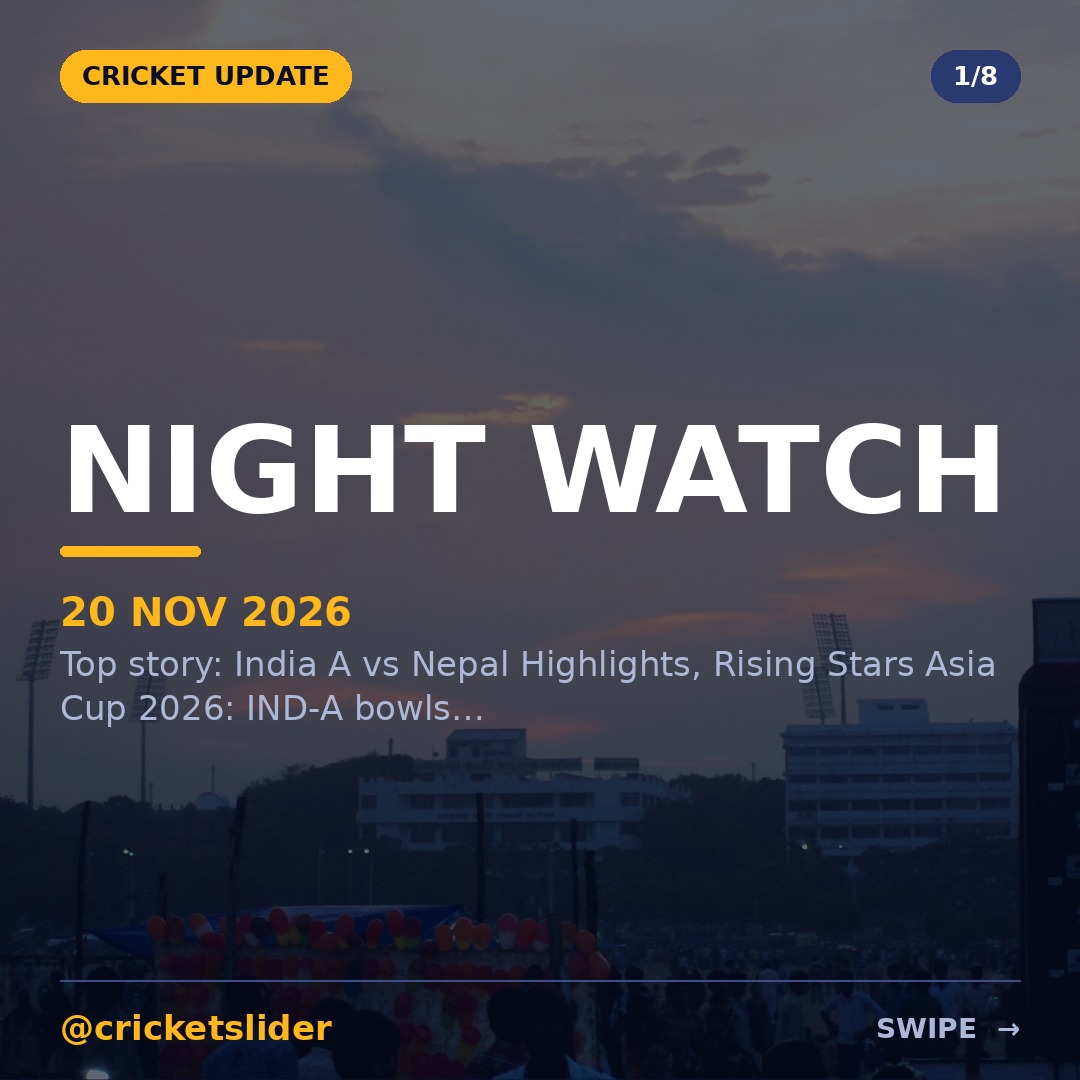 CRICKET UPDATE
1/8
NIGHT WATCH
20 NOV 2026
Top story: India A vs Nepal Highlights, Rising Stars Asia
Cup 2026: IND-A bowls...
@cricketslider
SWIPE →